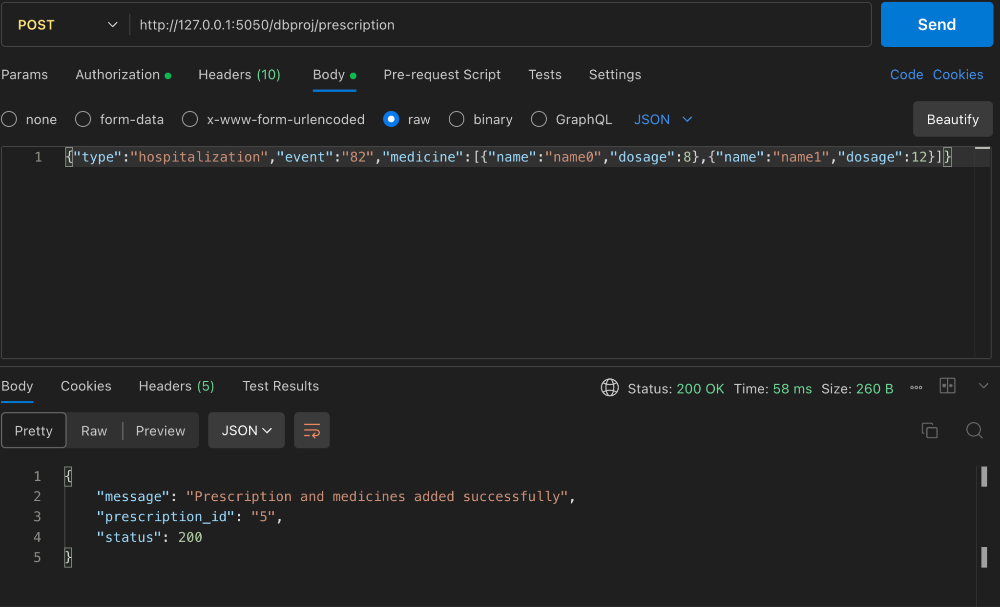 POST http://127.0.0.1:5050/dbproj/prescription Send
Params Authorization Headers (10) Body Pre-request Script Tests Settings Code Cookies
none form-data x-www-form-urlencoded raw binary GraphQL JSON Beautify
1 {"type":"hospitalization","event":"82","medicine":[{"name":"name0","dosage":8},{"name":"name1","dosage":12}]}
Body Cookies Headers (5) Test Results Status: 200 OK Time: 58 ms Size: 260 B
Pretty Raw Preview JSON
1 {
2 "message": "Prescription and medicines added successfully",
3 "prescription_id": "5",
4 "status": 200
5 }